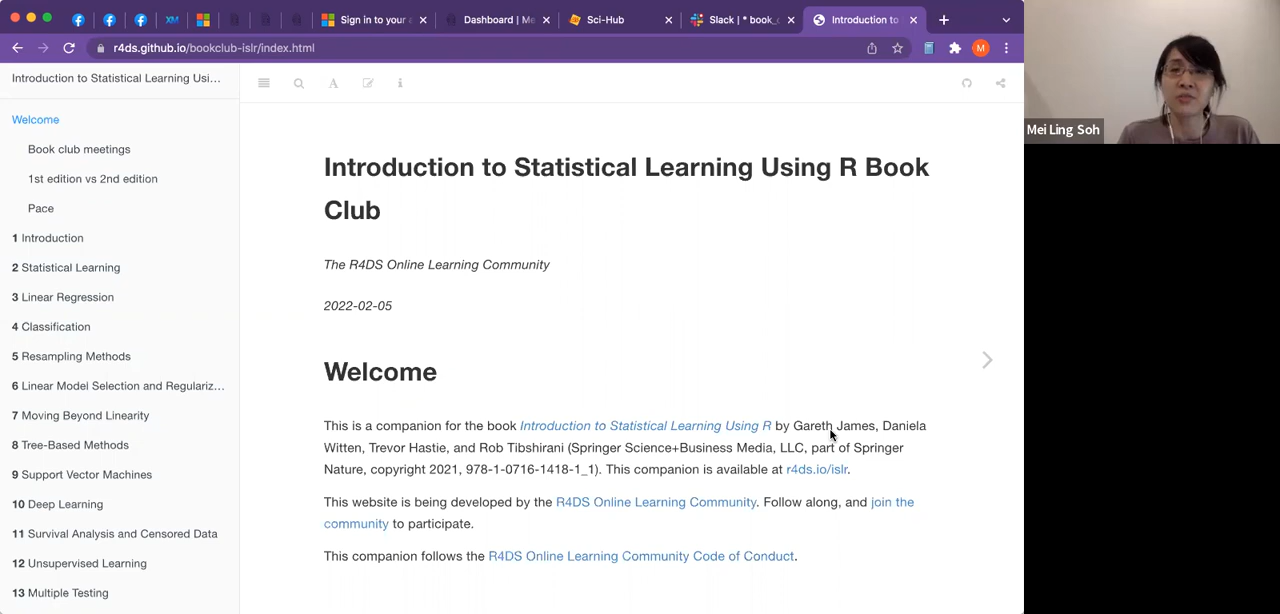 Sign in to your
Dashboard | Me
Sci-Hub
Slack | * book_
Introduction to
r4ds.github.io/bookclub-islr/index.html
M
Introduction to Statistical Learning Usi...
Welcome
Book club meetings
1st edition vs 2nd edition
Pace
1 Introduction
2 Statistical Learning
3 Linear Regression
4 Classification
5 Resampling Methods
6 Linear Model Selection and Regulariz...
7 Moving Beyond Linearity
8 Tree-Based Methods
9 Support Vector Machines
10 Deep Learning
11 Survival Analysis and Censored Data
12 Unsupervised Learning
13 Multiple Testing
Introduction to Statistical Learning Using R Book
Club
The R4DS Online Learning Community
2022-02-05
Welcome
This is a companion for the book Introduction to Statistical Learning Using R by Gareth James, Daniela
Witten, Trevor Hastie, and Rob Tibshirani (Springer Science+Business Media, LLC, part of Springer
Nature, copyright 2021, 978-1-0716-1418-1_1). This companion is available at r4ds.io/islr.
This website is being developed by the R4DS Online Learning Community. Follow along, and join the
community to participate.
This companion follows the R4DS Online Learning Community Code of Conduct.
Mei Ling Soh